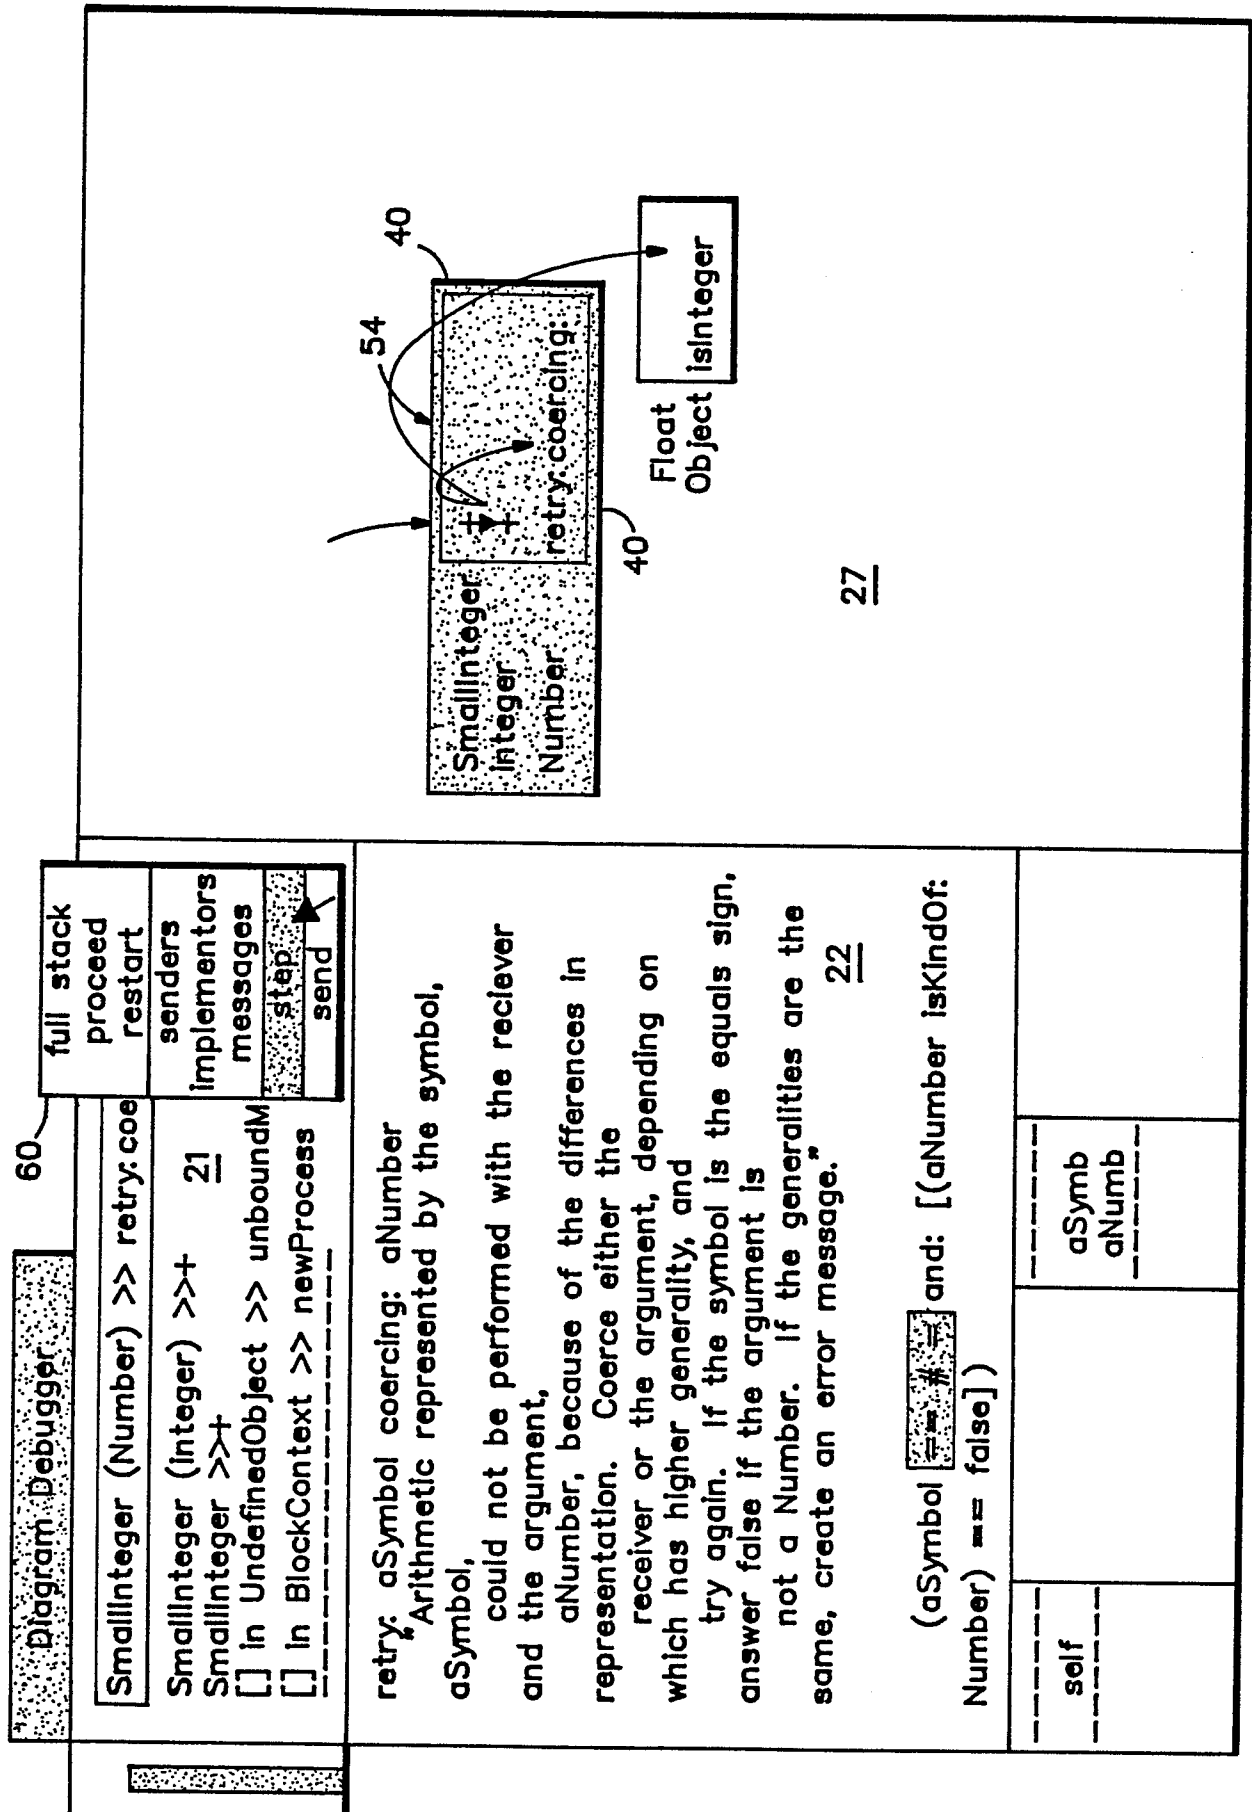 Diagram Debugger
60
SmallInteger (Number) >> retry: coe
SmallInteger (Integer) >>+
21
SmallInteger >>+
[] in UndefinedObject >> unboundM
[] in BlockContext >> newProcess
full stack
proceed
restart
senders
implementors
messages
step
send
retry: aSymbol coercing: aNumber
"Arithmetic represented by the symbol,
aSymbol,
could not be performed with the reciever
and the argument,
aNumber, because of the differences in
representation. Coerce either the
receiver or the argument, depending on
which has higher generality, and
try again. If the symbol is the equals sign,
answer false if the argument is
not a Number. If the generalities are the
same, create an error message."
22
(aSymbol == # = and: [(aNumber isKindOf:
Number) == false])
self
aSymb
aNumb
54
40
SmallInteger
Integer
Number
+
+
retry: coercing:
40
Float
Object
isInteger
27